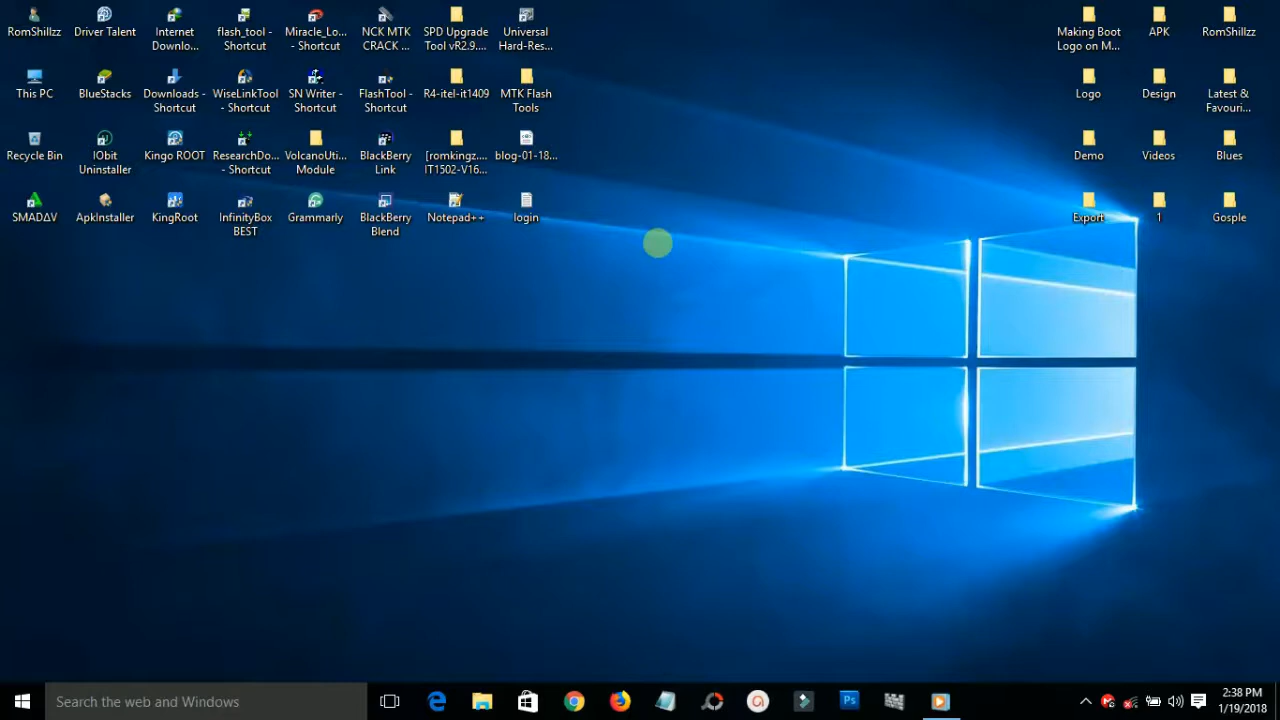 RomShillzz
Driver Talent
Internet
Downlo...
flash_tool -
Shortcut
Miracle_Lo...
- Shortcut
NCK MTK
CRACK ...
SPD Upgrade
Tool vR2.9....
Universal
Hard-Res...
Making Boot
Logo on M...
APK
RomShillzz
This PC
BlueStacks
Downloads -
Shortcut
WiseLinkTool
- Shortcut
SN Writer -
Shortcut
FlashTool -
Shortcut
R4-itel-it1409
MTK Flash
Tools
Logo
Design
Latest &
Favouri...
Recycle Bin
IObit
Uninstaller
Kingo ROOT
ResearchDo...
- Shortcut
VolcanoUti...
Module
BlackBerry
Link
[romkingz....
IT1502-V16...
blog-01-18...
Demo
Videos
Blues
SMADΔV
ApkInstaller
KingRoot
InfinityBox
BEST
Grammarly
BlackBerry
Blend
Notepad++
login
Export
1
Gosple
Search the web and Windows
Ps
2:38 PM
1/19/2018